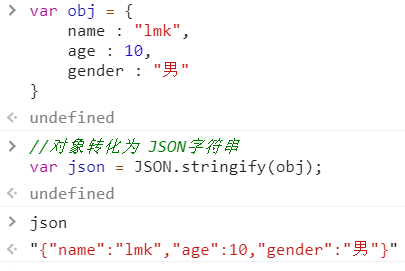 > var obj = {
name : "lmk",
age : 10,
gender : "男"
}
undefined
> //对象转化为 JSON字符串
var json = JSON.stringify(obj);
undefined
> json
"{"name":"lmk","age":10,"gender":"男"}"